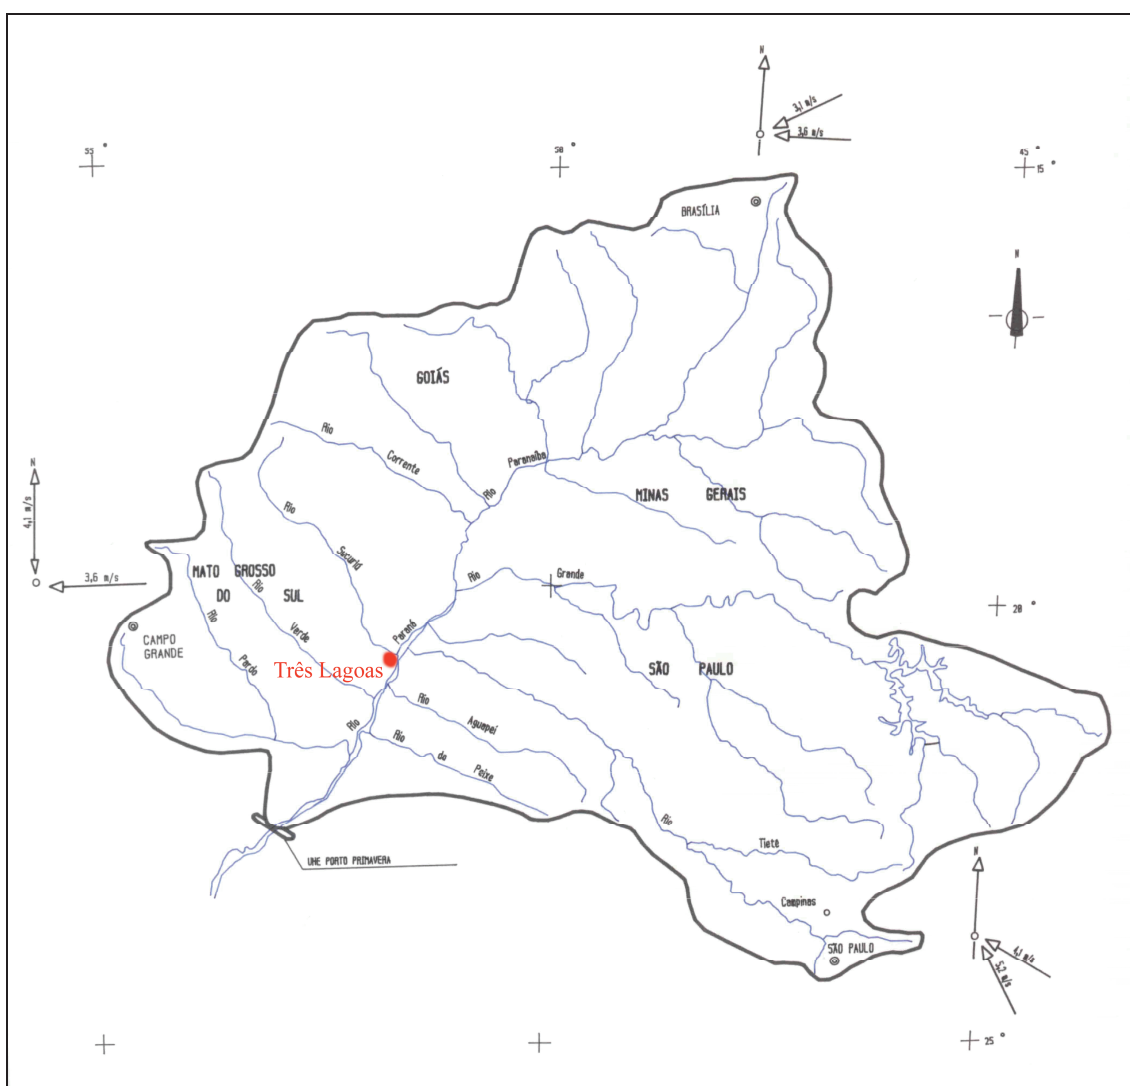 N
3,1 m/s
3,6 m/s
55 °
50 °
45 °
15 °
BRASÍLIA
N
GOIÁS
Rio
Corrente
Paranaíba
Rio
MINAS GERAIS
N
4,1 m/s
3,6 m/s
Rio
Sucuriú
Rio
Grande
MATO GROSSO
DO SUL
Rio
Rio
Verde
Pardo
20 °
CAMPO
GRANDE
Paraná
Três Lagoas
SÃO PAULO
Rio
Aguapeí
Rio
Rio
do
Peixe
Rio
Tiete
UHE PORTO PRIMAVERA
Campinas
SÃO PAULO
N
4,1 m/s
5,2 m/s
25 °